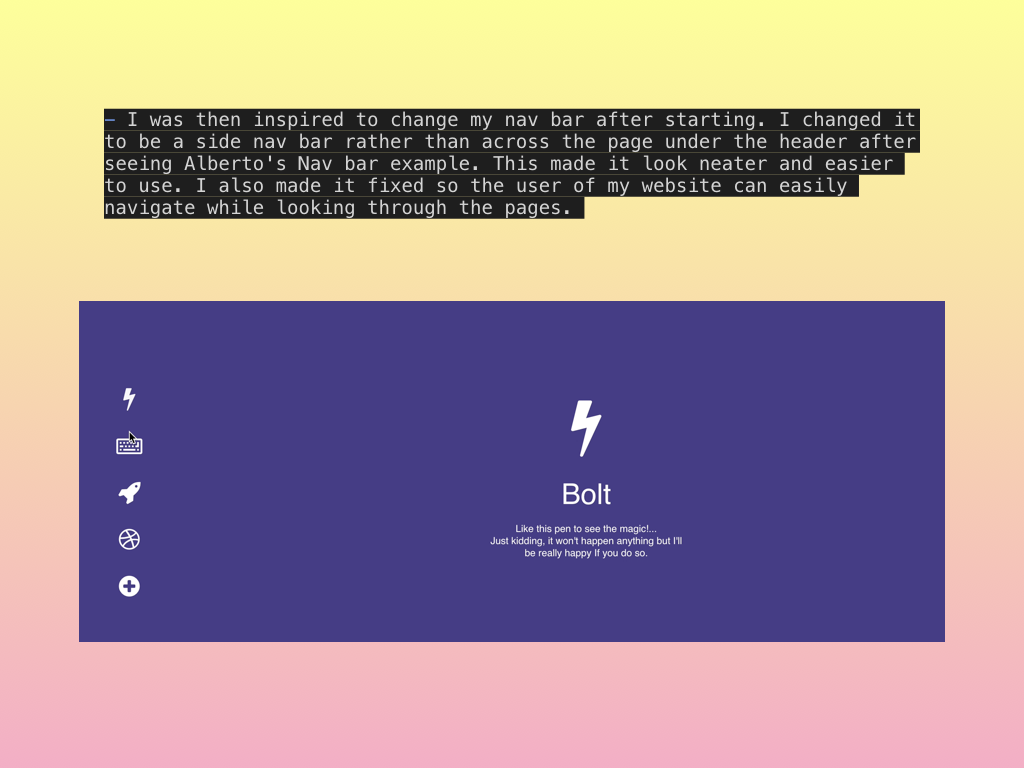 — I was then inspired to change my nav bar after starting. I changed it
to be a side nav bar rather than across the page under the header after
seeing Alberto's Nav bar example. This made it look neater and easier
to use. I also made it fixed so the user of my website can easily
navigate while looking through the pages.
Bolt
Like this pen to see the magic!...
Just kidding, it won't happen anything but I'll
be really happy If you do so.